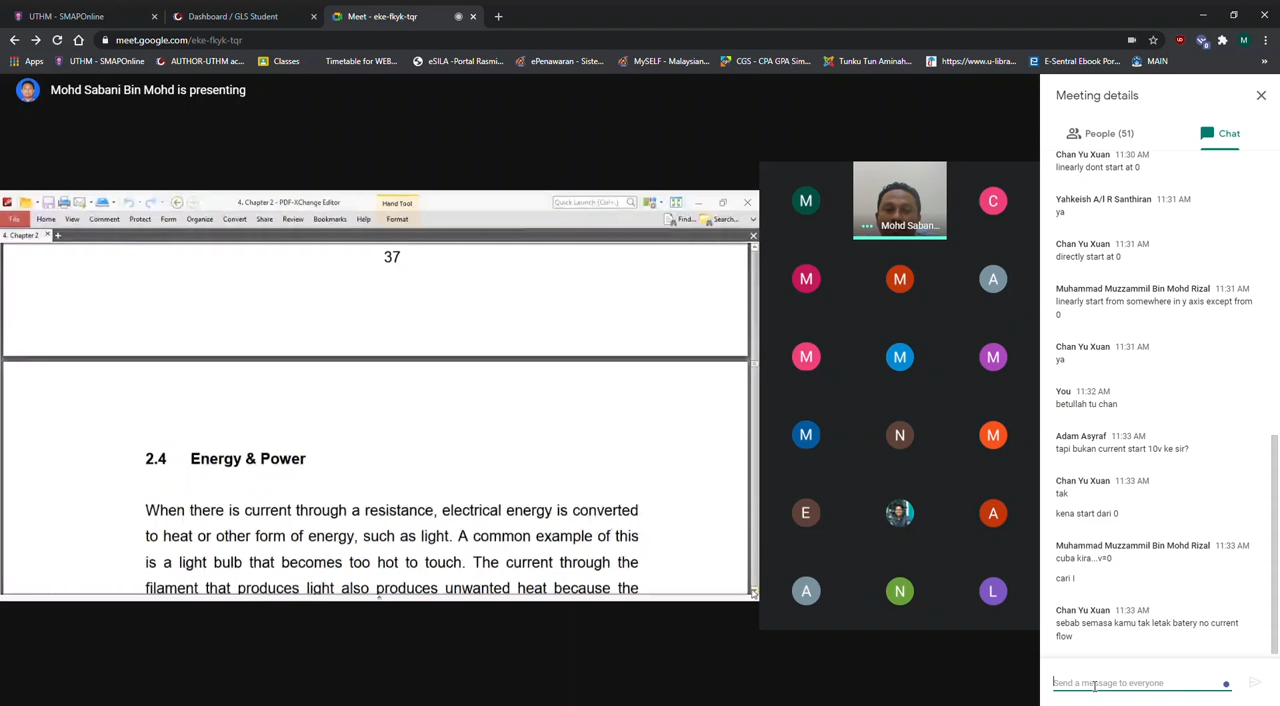 UTHM - SMAPOnline
Dashboard / GLS Student
Meet - eke-fkyk-tqr
meet.google.com/eke-fkyk-tqr
Apps
UTHM - SMAPOnline
AUTHOR-UTHM ac...
Classes
Timetable for WEB...
eSILA -Portal Rasmi...
ePenawaran - Siste...
MySELF - Malaysian...
CGS - CPA GPA Sim...
Tunku Tun Aminah...
https://www.u-libra...
E-Sentral Ebook Por...
MAIN
Mohd Sabani Bin Mohd is presenting
4. Chapter 2 - PDF-XChange Editor
Hand Tool
Quick Launch (Ctrl+.)
File
Home
View
Comment
Protect
Form
Organize
Convert
Share
Review
Bookmarks
Help
Format
Find...
Search...
4. Chapter 2
37
2.4 Energy & Power
When there is current through a resistance, electrical energy is converted
to heat or other form of energy, such as light. A common example of this
is a light bulb that becomes too hot to touch. The current through the
filament that produces light also produces unwanted heat because the
M
Mohd Saban...
C
M
M
A
M
M
M
M
N
M
E
A
A
N
L
Meeting details
People (51)
Chat
Chan Yu Xuan 11:30 AM
linearly dont start at 0
Yahkeish A/l R Santhiran 11:31 AM
ya
Chan Yu Xuan 11:31 AM
directly start at 0
Muhammad Muzzammil Bin Mohd Rizal 11:31 AM
linearly start from somewhere in y axis except from
0
Chan Yu Xuan 11:31 AM
ya
You 11:32 AM
betullah tu chan
Adam Asyraf 11:33 AM
tapi bukan current start 10v ke sir?
Chan Yu Xuan 11:33 AM
tak
kena start dari 0
Muhammad Muzzammil Bin Mohd Rizal 11:33 AM
cuba kira...v=0
cari I
Chan Yu Xuan 11:33 AM
sebab semasa kamu tak letak batery no current
flow
Send a message to everyone